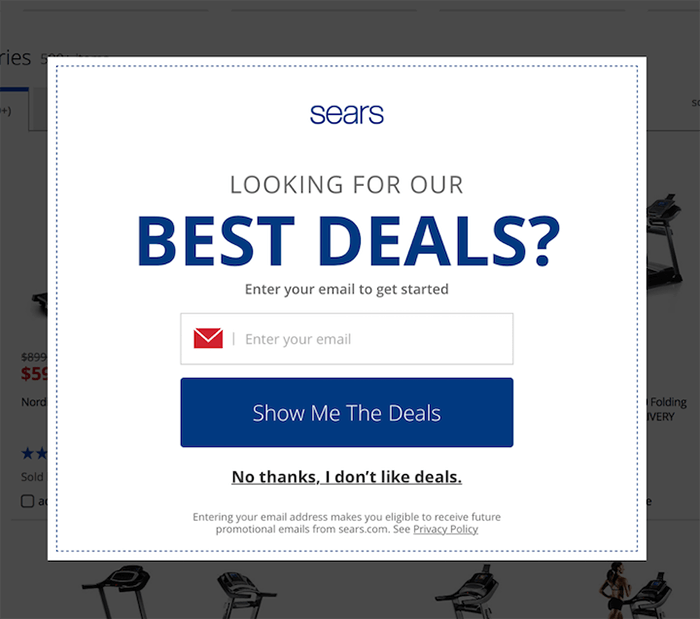 ries
+)
sears
LOOKING FOR OUR
BEST DEALS?
Enter your email to get started
Enter your email
Show Me The Deals
No thanks, I don’t like deals.
Entering your email address makes you eligible to receive future
promotional emails from sears.com. See Privacy Policy
$899
$59
Nord
Folding
IVERY
Sold